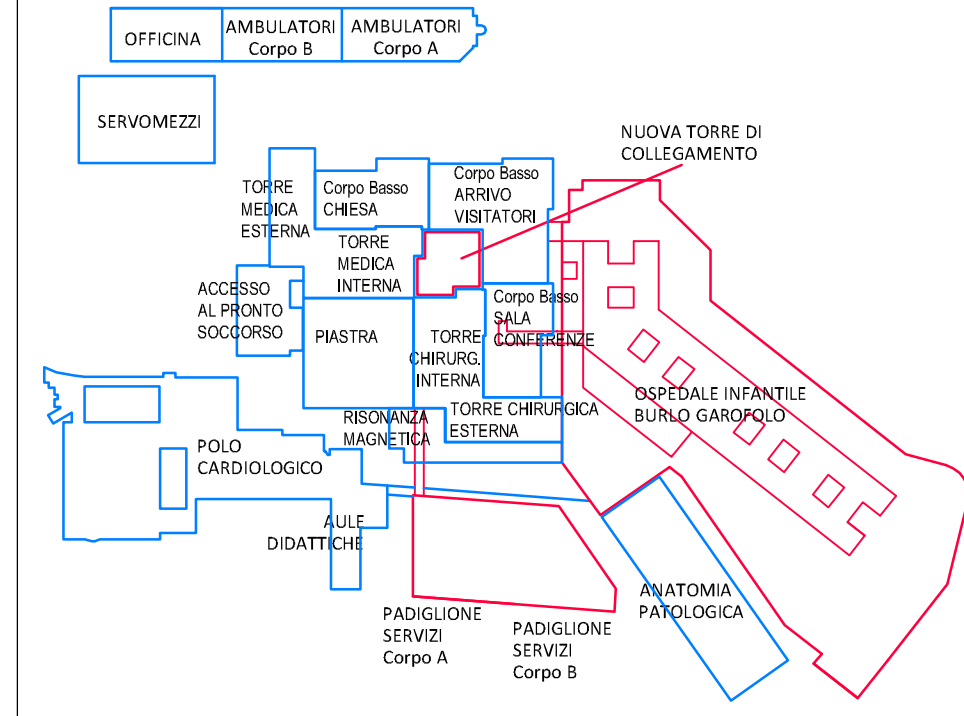 OFFICINA
AMBULATORI
Corpo B
AMBULATORI
Corpo A
SERVOMEZZI
NUOVA TORRE DI
COLLEGAMENTO
TORRE
MEDICA
ESTERNA
Corpo Basso
CHIESA
Corpo Basso
ARRIVO
VISITATORI
TORRE
MEDICA
INTERNA
ACCESSO
AL PRONTO
SOCCORSO
PIASTRA
Corpo Basso
SALA
CONFERENZE
TORRE
CHIRURG.
INTERNA
OSPEDALE INFANTILE
BURLO GAROFOLO
RISONANZA
MAGNETICA
TORRE CHIRURGICA
ESTERNA
POLO
CARDIOLOGICO
AULE
DIDATTICHE
ANATOMIA
PATOLOGICA
PADIGLIONE
SERVIZI
Corpo A
PADIGLIONE
SERVIZI
Corpo B